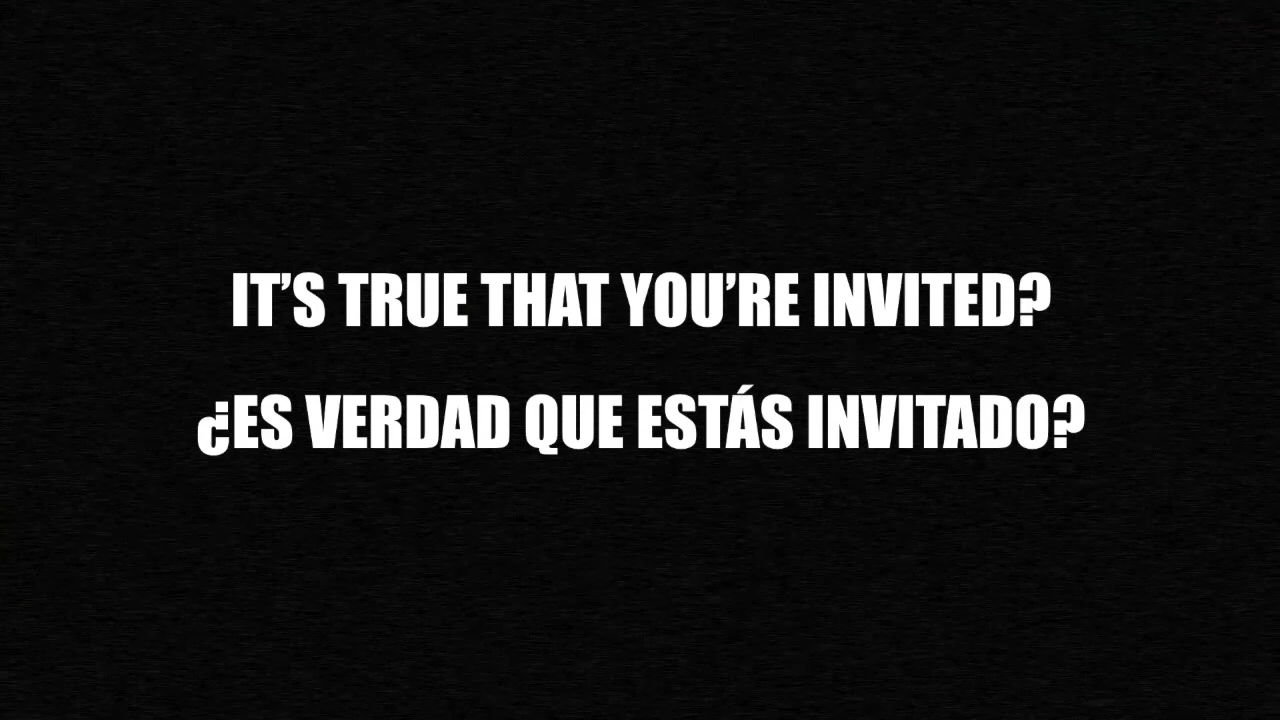 IT’S TRUE THAT YOU’RE INVITED?
¿ES VERDAD QUE ESTÁS INVITADO?